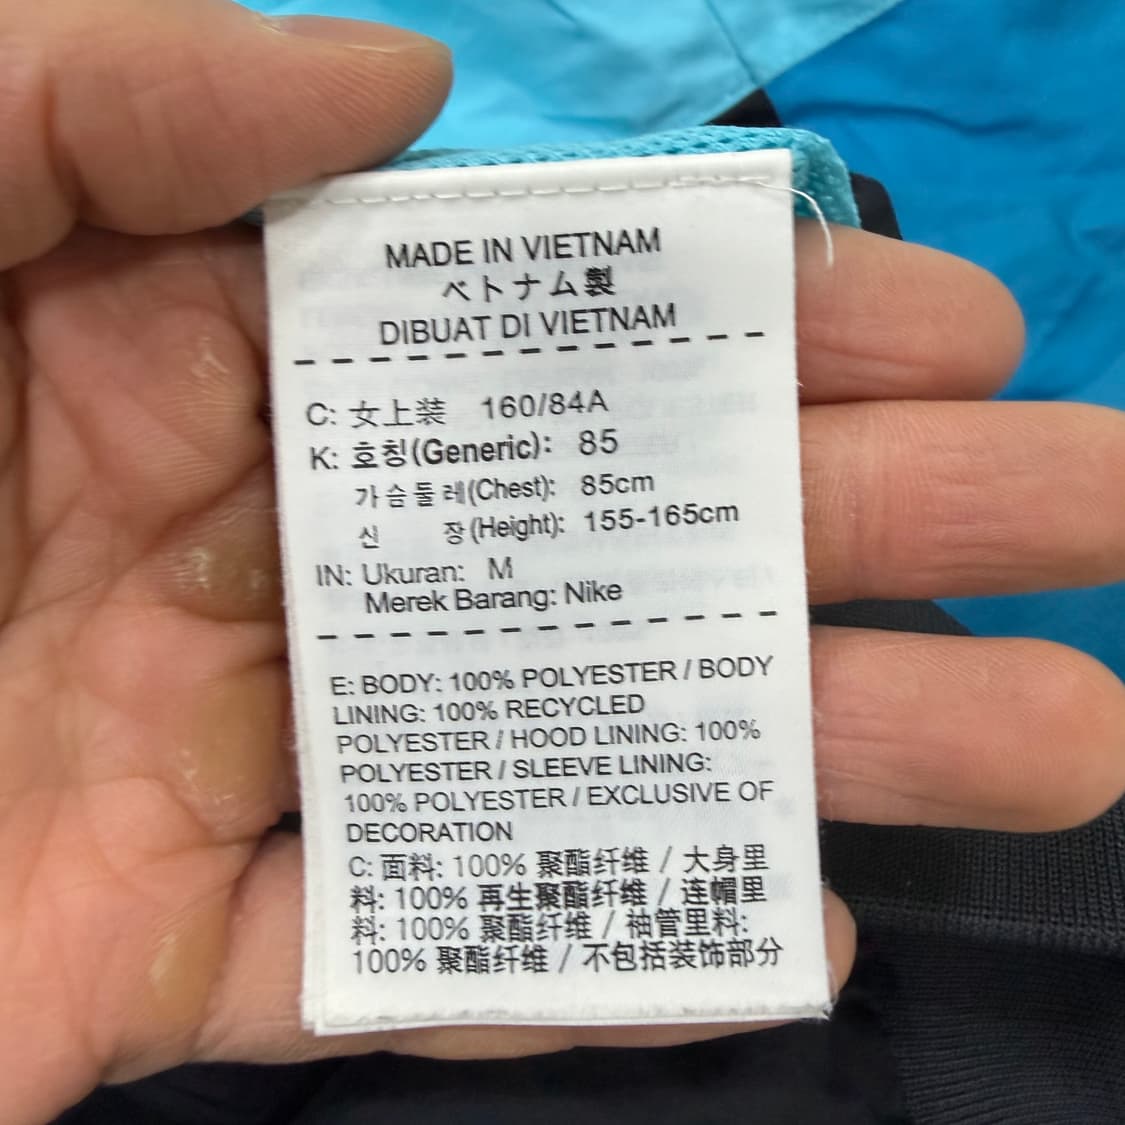 MADE IN VIETNAM
ベトナム製
DIBUAT DI VIETNAM
C: 女上装 160/84A
K: 호칭(Generic): 85
가슴둘레(Chest): 85cm
신 장(Height): 155-165cm
IN: Ukuran: M
Merek Barang: Nike
E: BODY: 100% POLYESTER / BODY
LINING: 100% RECYCLED
POLYESTER / HOOD LINING: 100%
POLYESTER / SLEEVE LINING:
100% POLYESTER / EXCLUSIVE OF
DECORATION
C: 面料: 100% 聚酯纤维 / 大身里
料: 100% 再生聚酯纤维 / 连帽里
料: 100% 聚酯纤维 / 袖管里料:
100% 聚酯纤维 / 不包括装饰部分